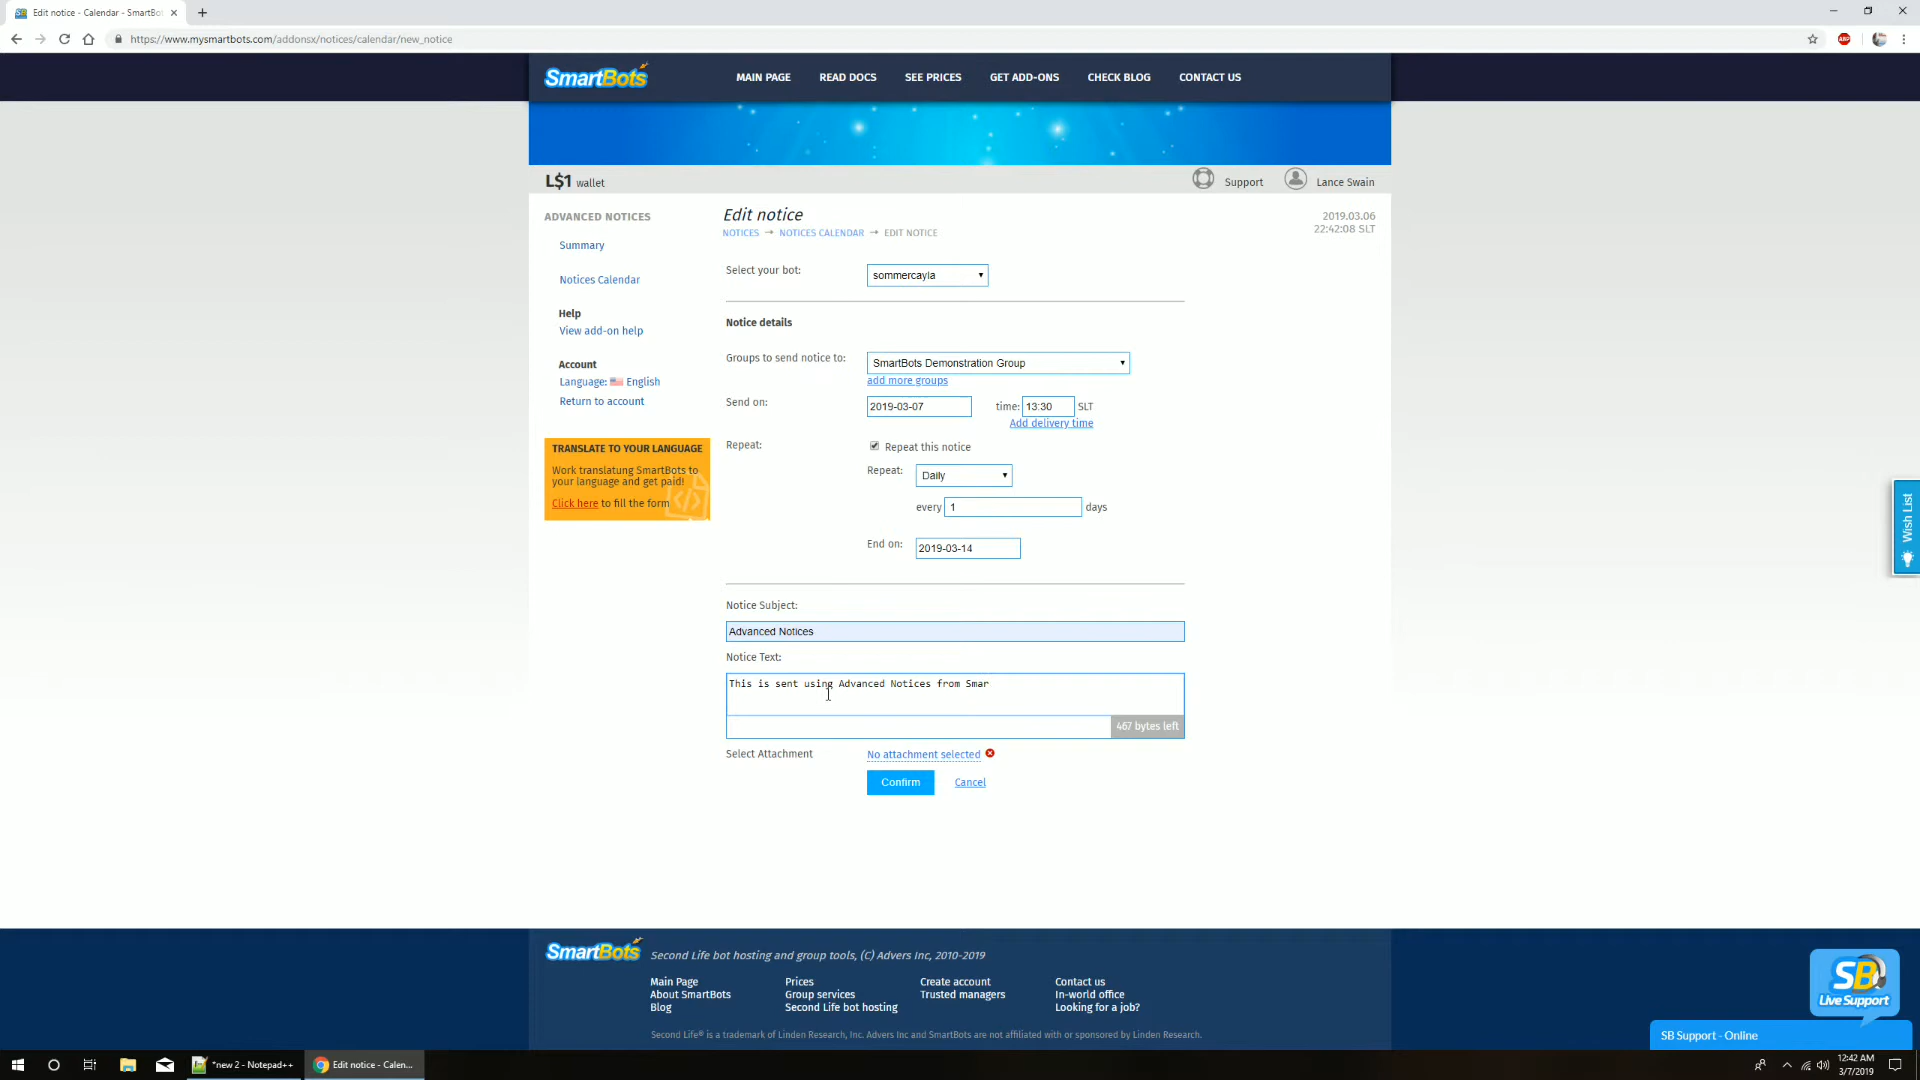 Edit notice - Calendar - SmartBo
https://www.mysmartbots.com/addonsx/notices/calendar/new_notice
ABP
SmartBots
MAIN PAGE
READ DOCS
SEE PRICES
GET ADD-ONS
CHECK BLOG
CONTACT US
L$1 wallet
Support
Lance Swain
ADVANCED NOTICES
Summary
Notices Calendar
Help
View add-on help
Account
Language: English
Return to account
TRANSLATE TO YOUR LANGUAGE
Work translatung SmartBots to
your language and get paid!
Click here to fill the form
Edit notice
NOTICES → NOTICES CALENDAR → EDIT NOTICE
2019.03.06
22:42:08 SLT
Select your bot: sommercayla
Notice details
Groups to send notice to: SmartBots Demonstration Group
add more groups
Send on: 2019-03-07 time: 13:30 SLT
Add delivery time
Repeat: Repeat this notice
Repeat: Daily
every 1 days
End on: 2019-03-14
Notice Subject:
Advanced Notices
Notice Text:
This is sent using Advanced Notices from Smar
467 bytes left
Select Attachment No attachment selected
Confirm Cancel
Wish List
SmartBots
Second Life bot hosting and group tools, (C) Advers Inc, 2010-2019
Main Page
About SmartBots
Blog
Prices
Group services
Second Life bot hosting
Create account
Trusted managers
Contact us
In-world office
Looking for a job?
Second Life® is a trademark of Linden Research, Inc. Advers Inc and SmartBots are not affiliated with or sponsored by Linden Research.
SB
Live Support
SB Support - Online
*new 2 - Notepad++
Edit notice - Calen...
12:42 AM
3/7/2019